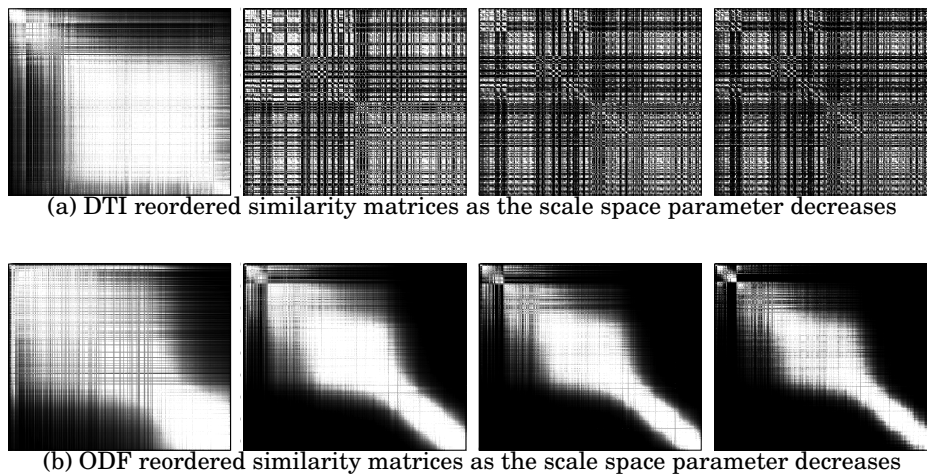 (a) DTI reordered similarity matrices as the scale space parameter decreases
(b) ODF reordered similarity matrices as the scale space parameter decreases